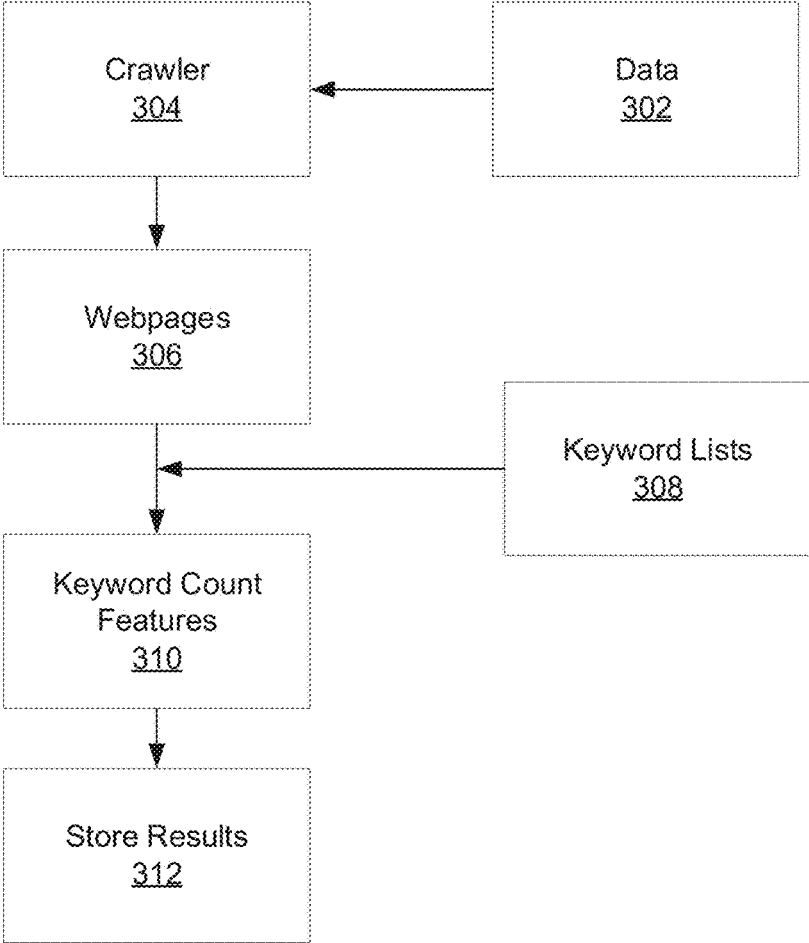 Crawler
304
Data
302
Webpages
306
Keyword Lists
308
Keyword Count
Features
310
Store Results
312